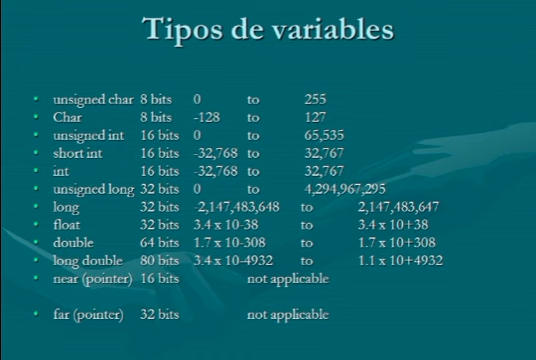 Tipos de variables
• unsigned char 8 bits 0 to 255
• Char 8 bits -128 to 127
• unsigned int 16 bits 0 to 65,535
• short int 16 bits -32,768 to 32,767
• int 16 bits -32,768 to 32,767
• unsigned long 32 bits 0 to 4,294,967,295
• long 32 bits -2,147,483,648 to 2,147,483,647
• float 32 bits 3.4 x 10-38 to 3.4 x 10+38
• double 64 bits 1.7 x 10-308 to 1.7 x 10+308
• long double 80 bits 3.4 x 10-4932 to 1.1 x 10+4932
• near (pointer) 16 bits not applicable
• far (pointer) 32 bits not applicable